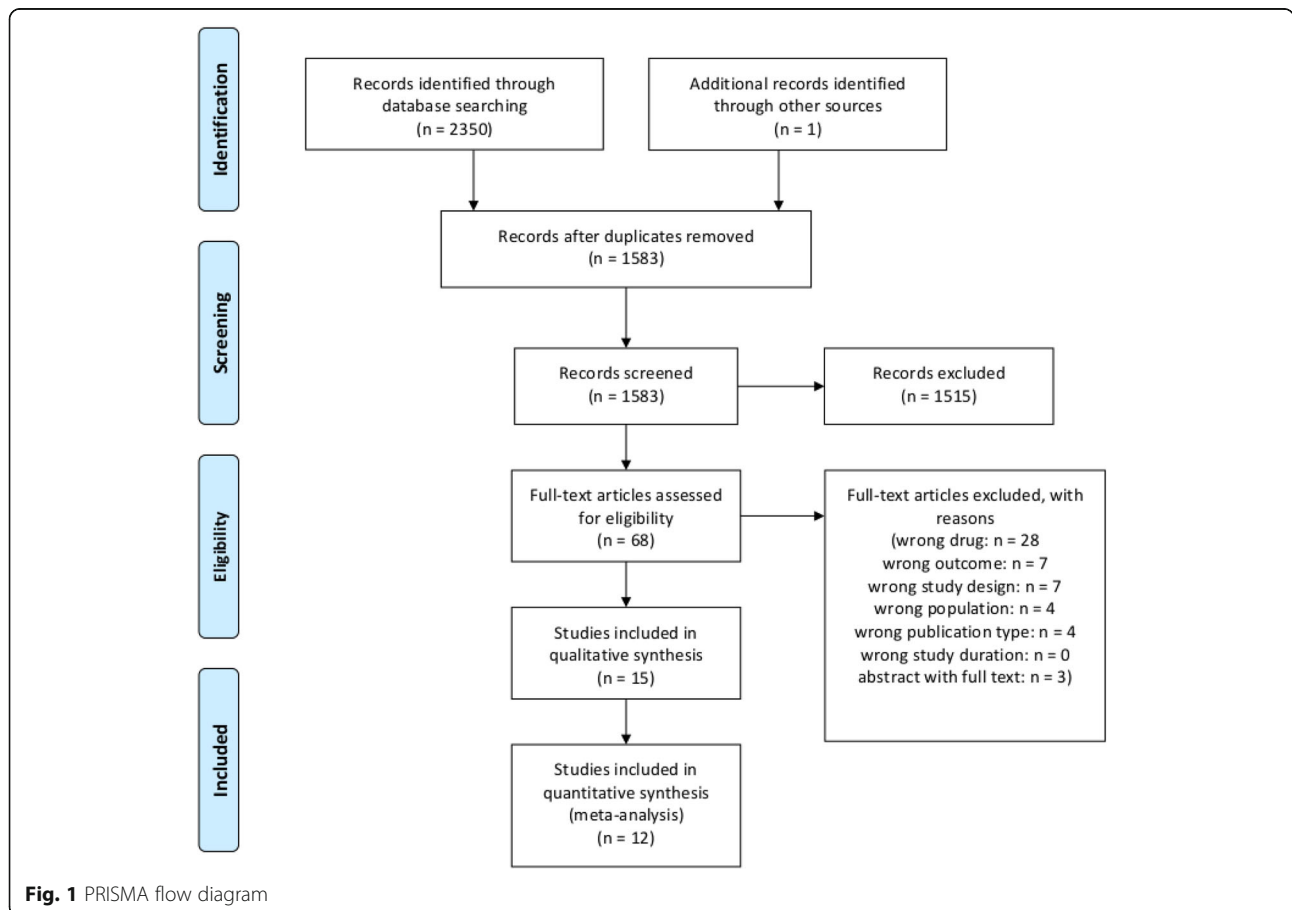 Identification
Records identified through
database searching
(n = 2350)
Additional records identified
through other sources
(n = 1)
Records after duplicates removed
(n = 1583)
Screening
Records screened
(n = 1583)
Records excluded
(n = 1515)
Eligibility
Full-text articles assessed
for eligibility
(n = 68)
Full-text articles excluded, with
reasons
(wrong drug: n = 28
wrong outcome: n = 7
wrong study design: n = 7
wrong population: n = 4
wrong publication type: n = 4
wrong study duration: n = 0
abstract with full text: n = 3)
Studies included in
qualitative synthesis
(n = 15)
Included
Studies included in
quantitative synthesis
(meta-analysis)
(n = 12)
Fig. 1 PRISMA flow diagram